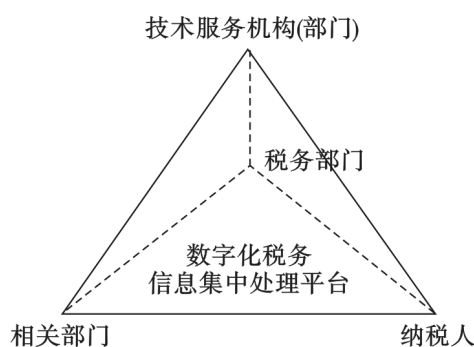 技术服务机构(部门)
税务部门
数字化税务
信息集中处理平台
相关部门
纳税人